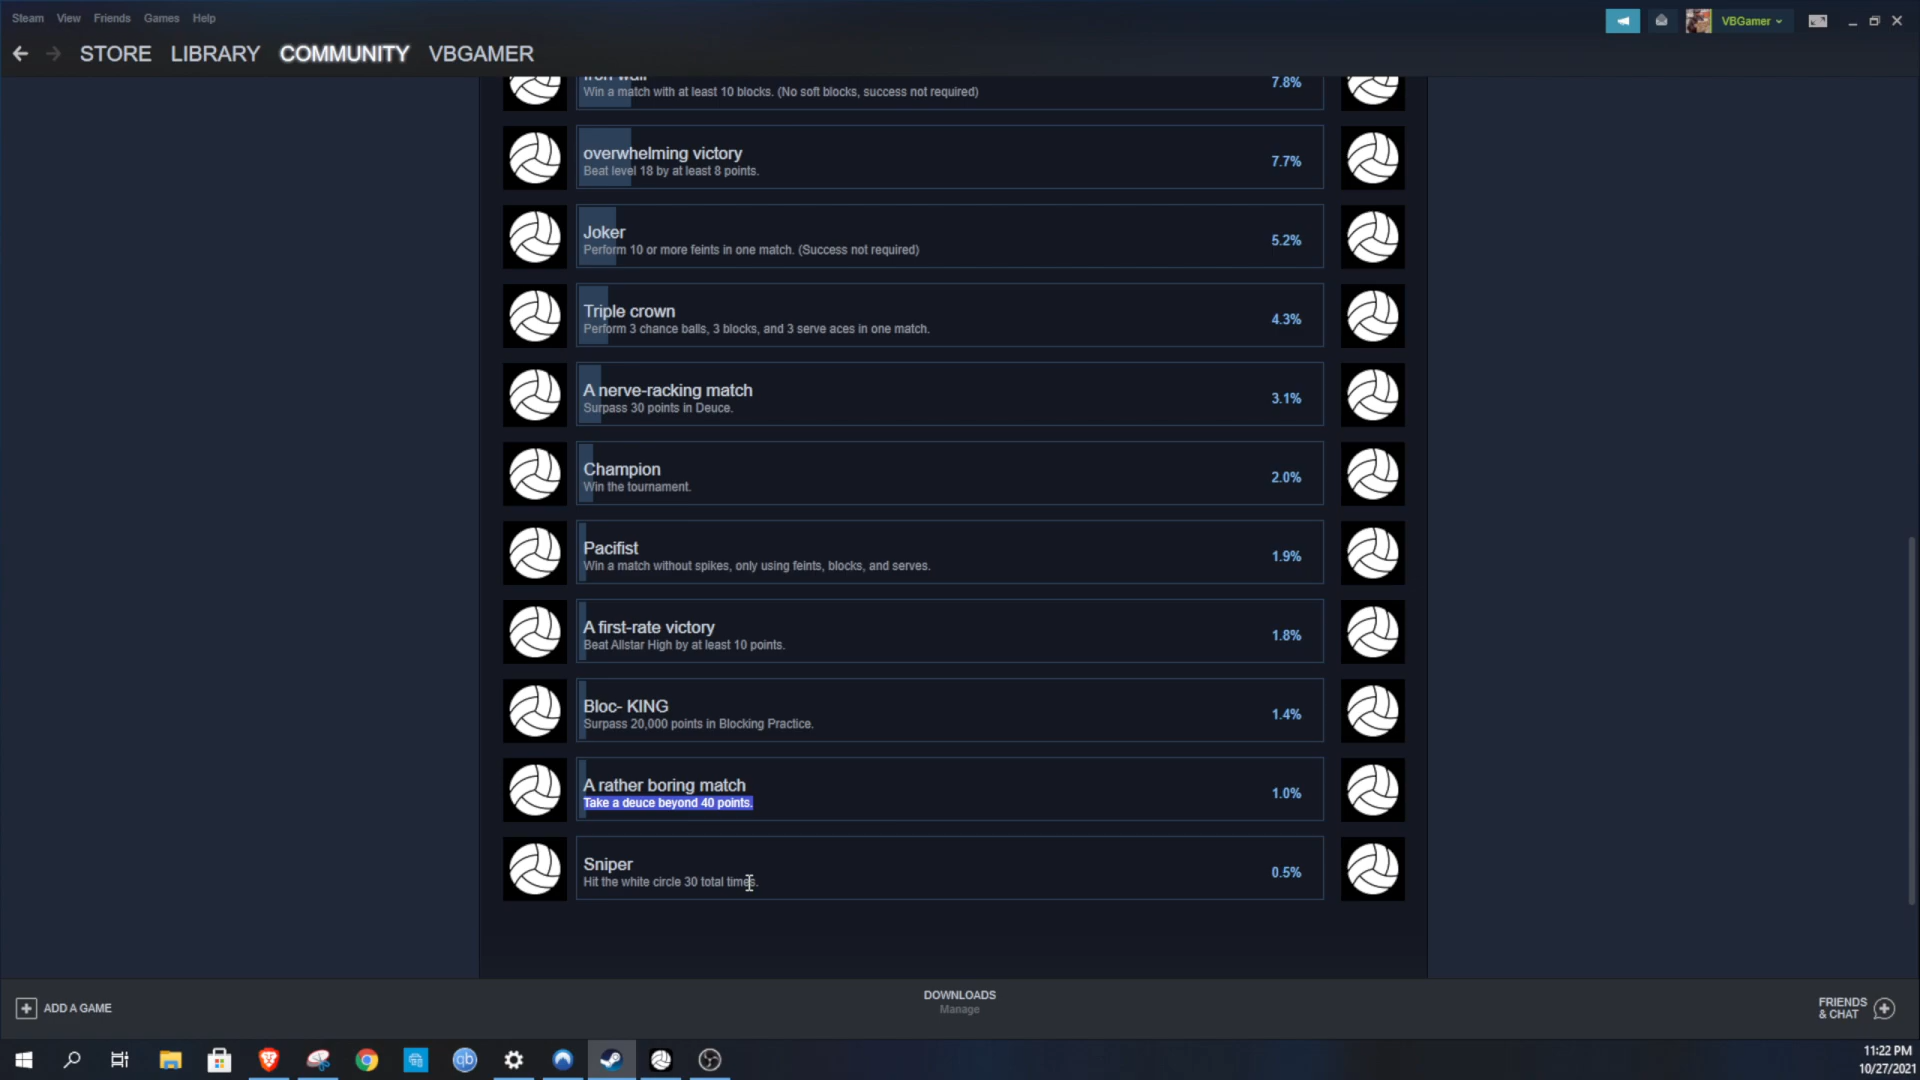 Steam View Friends Games Help
VBGamer
STORE LIBRARY COMMUNITY VBGAMER
Iron wall
Win a match with at least 10 blocks. (No soft blocks, success not required)
7.8%
overwhelming victory
Beat level 18 by at least 8 points.
7.7%
Joker
Perform 10 or more feints in one match. (Success not required)
5.2%
Triple crown
Perform 3 chance balls, 3 blocks, and 3 serve aces in one match.
4.3%
A nerve-racking match
Surpass 30 points in Deuce.
3.1%
Champion
Win the tournament.
2.0%
Pacifist
Win a match without spikes, only using feints, blocks, and serves.
1.9%
A first-rate victory
Beat Allstar High by at least 10 points.
1.8%
Bloc- KING
Surpass 20,000 points in Blocking Practice.
1.4%
A rather boring match
Take a deuce beyond 40 points.
1.0%
Sniper
Hit the white circle 30 total times.
0.5%
ADD A GAME
DOWNLOADS
Manage
FRIENDS
& CHAT
qb
11:22 PM
10/27/2021